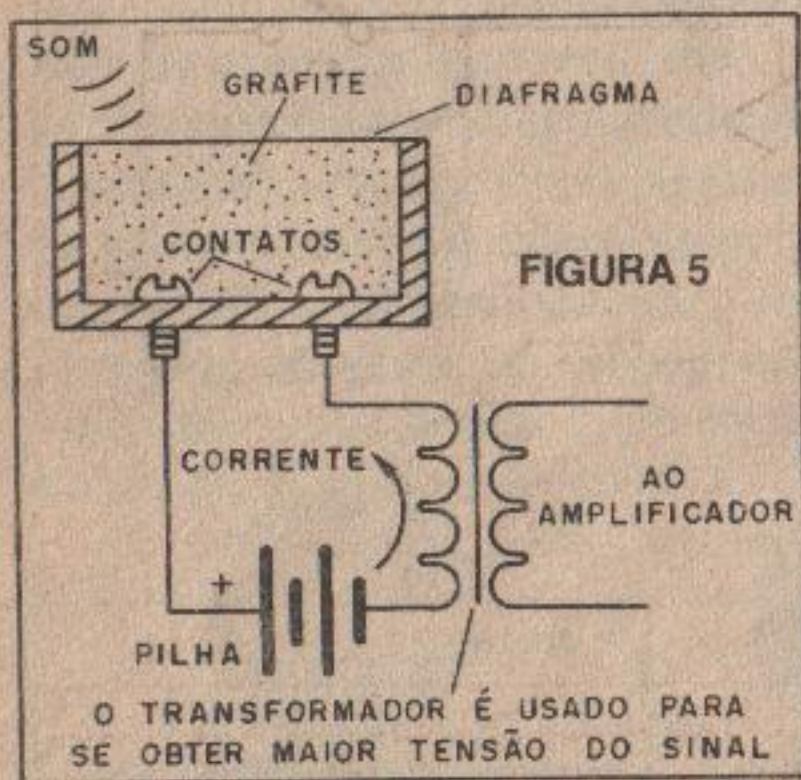 SOM
GRAFITE
DIAFRAGMA
CONTATOS
FIGURA 5
CORRENTE
AO
AMPLIFICADOR
+
PILHA
O TRANSFORMADOR É USADO PARA
SE OBTER MAIOR TENSÃO DO SINAL